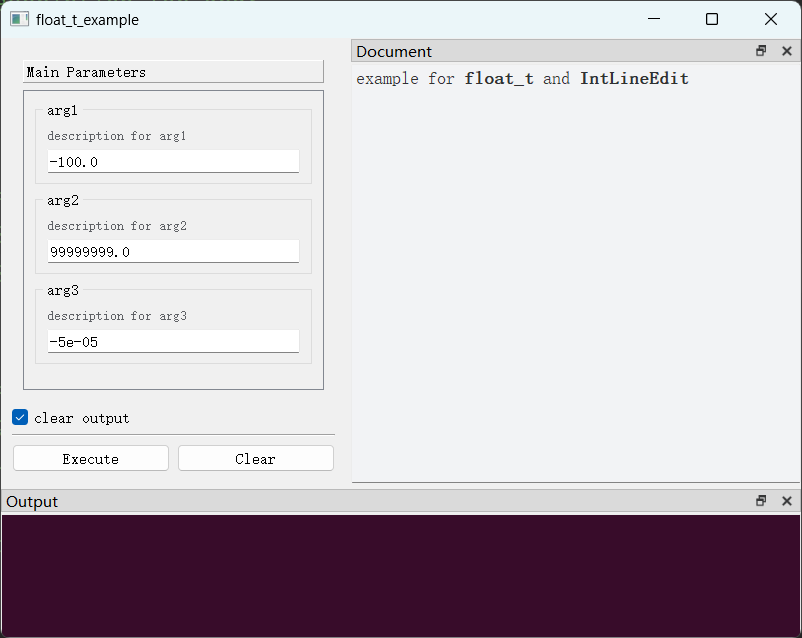 float_t_example
Main Parameters
arg1
description for arg1
-100.0
arg2
description for arg2
99999999.0
arg3
description for arg3
-5e-05
clear output
Execute
Clear
Document
example for float_t and IntLineEdit
Output